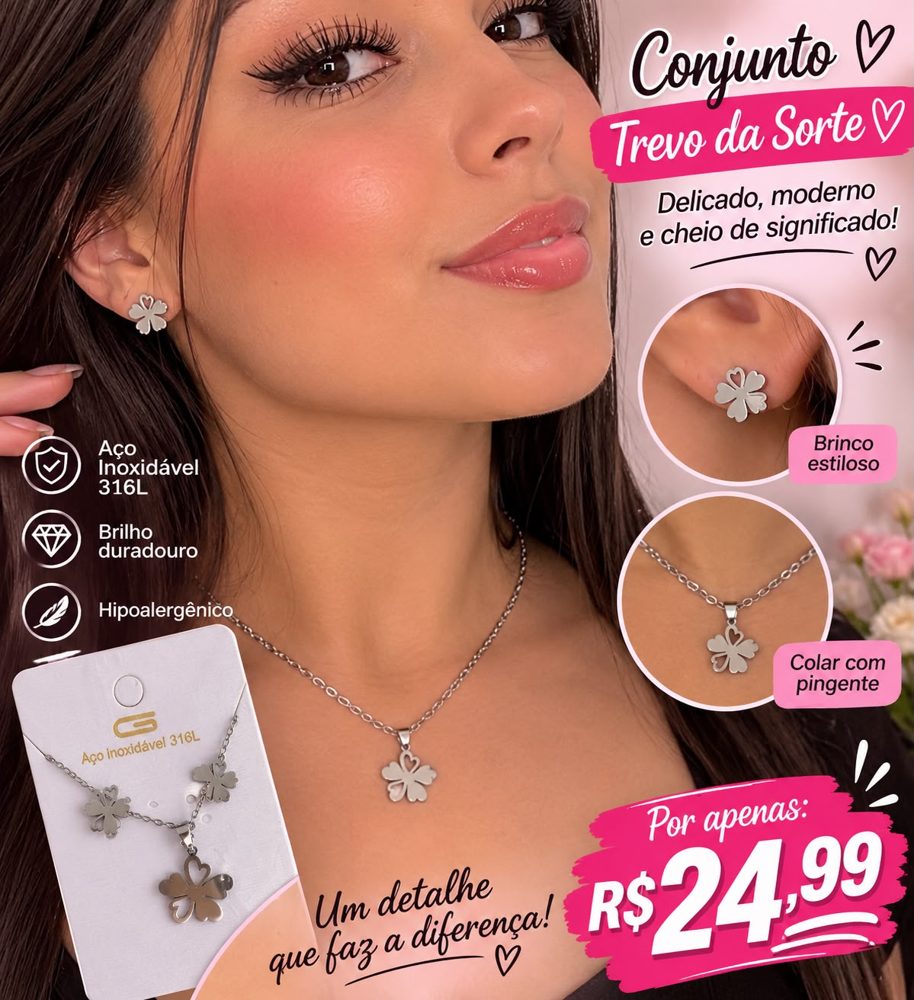 Conjunto
Trevo da Sorte
Delicado, moderno
e cheio de significado!
Brinco
estiloso
Aço
Inoxidável
316L
Brilho
duradouro
Hipoalergênico
Colar com
pingente
G
Aço Inoxidável 316L
Um detalhe
que faz a diferença!
Por apenas:
R$24,99